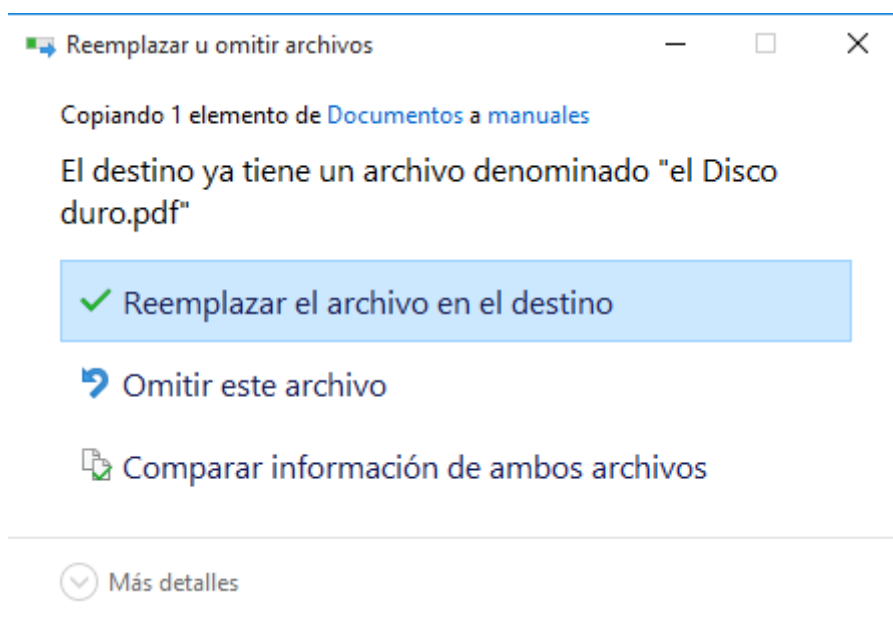 Reemplazar u omitir archivos
Copiando 1 elemento de Documentos a manuales
El destino ya tiene un archivo denominado "el Disco
duro.pdf"
Reemplazar el archivo en el destino
Omitir este archivo
Comparar información de ambos archivos
Más detalles